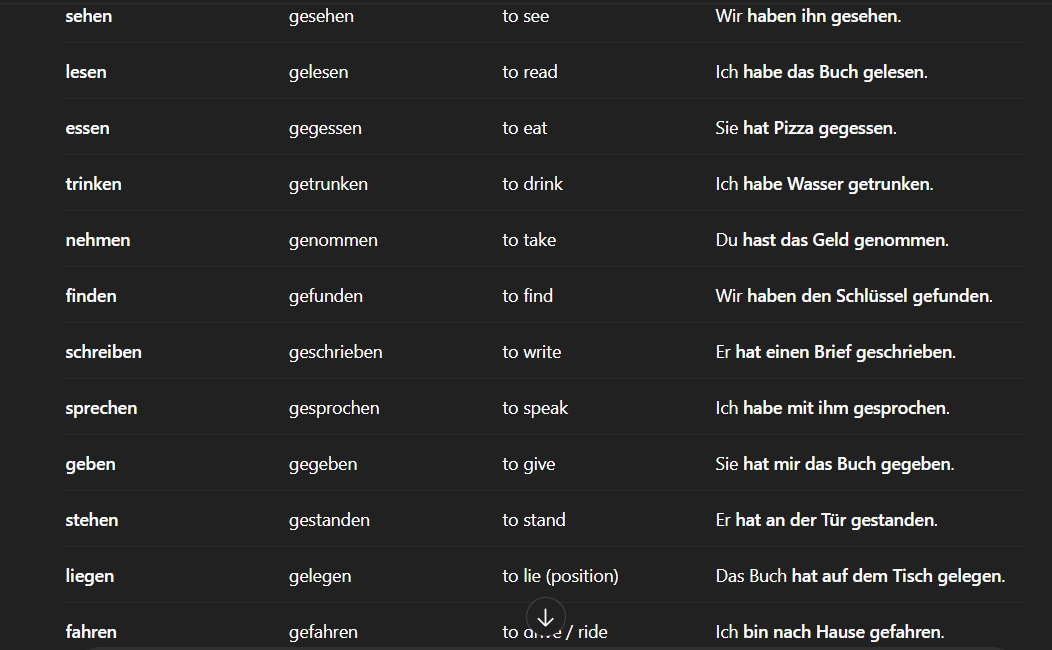 sehen gesehen to see Wir haben ihn gesehen.
lesen gelesen to read Ich habe das Buch gelesen.
essen gegessen to eat Sie hat Pizza gegessen.
trinken getrunken to drink Ich habe Wasser getrunken.
nehmen genommen to take Du hast das Geld genommen.
finden gefunden to find Wir haben den Schlüssel gefunden.
schreiben geschrieben to write Er hat einen Brief geschrieben.
sprechen gesprochen to speak Ich habe mit ihm gesprochen.
geben gegeben to give Sie hat mir das Buch gegeben.
stehen gestanden to stand Er hat an der Tür gestanden.
liegen gelegen to lie (position) Das Buch hat auf dem Tisch gelegen.
fahren gefahren to drive / ride Ich bin nach Hause gefahren.